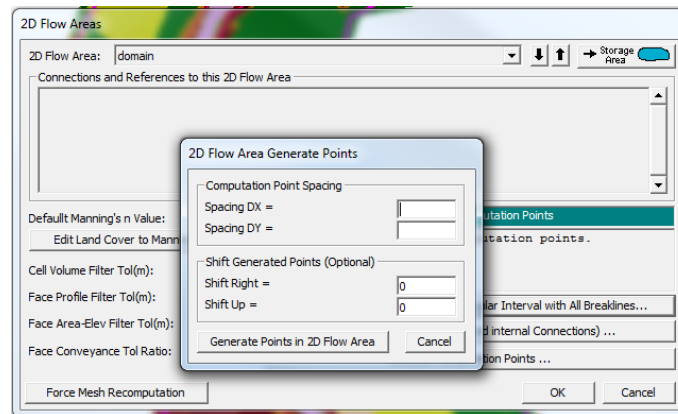 2D Flow Areas
2D Flow Area: domain
Storage
Area
Connections and References to this 2D Flow Area
2D Flow Area Generate Points
Computation Point Spacing
Spacing DX =
Spacing DY =
Shift Generated Points (Optional)
Shift Right = 0
Shift Up = 0
Generate Points in 2D Flow Area Cancel
Defaullt Manning's n Value:
Edit Land Cover to Mann
Cell Volume Filter Tol(m):
Face Profile Filter Tol(m):
Face Area-Elev Filter Tol(m):
Face Conveyance Tol Ratio:
utation Points
utation points.
lar Interval with All Breaklines...
d internal Connections) ...
tion Points ...
Force Mesh Recomputation
OK Cancel